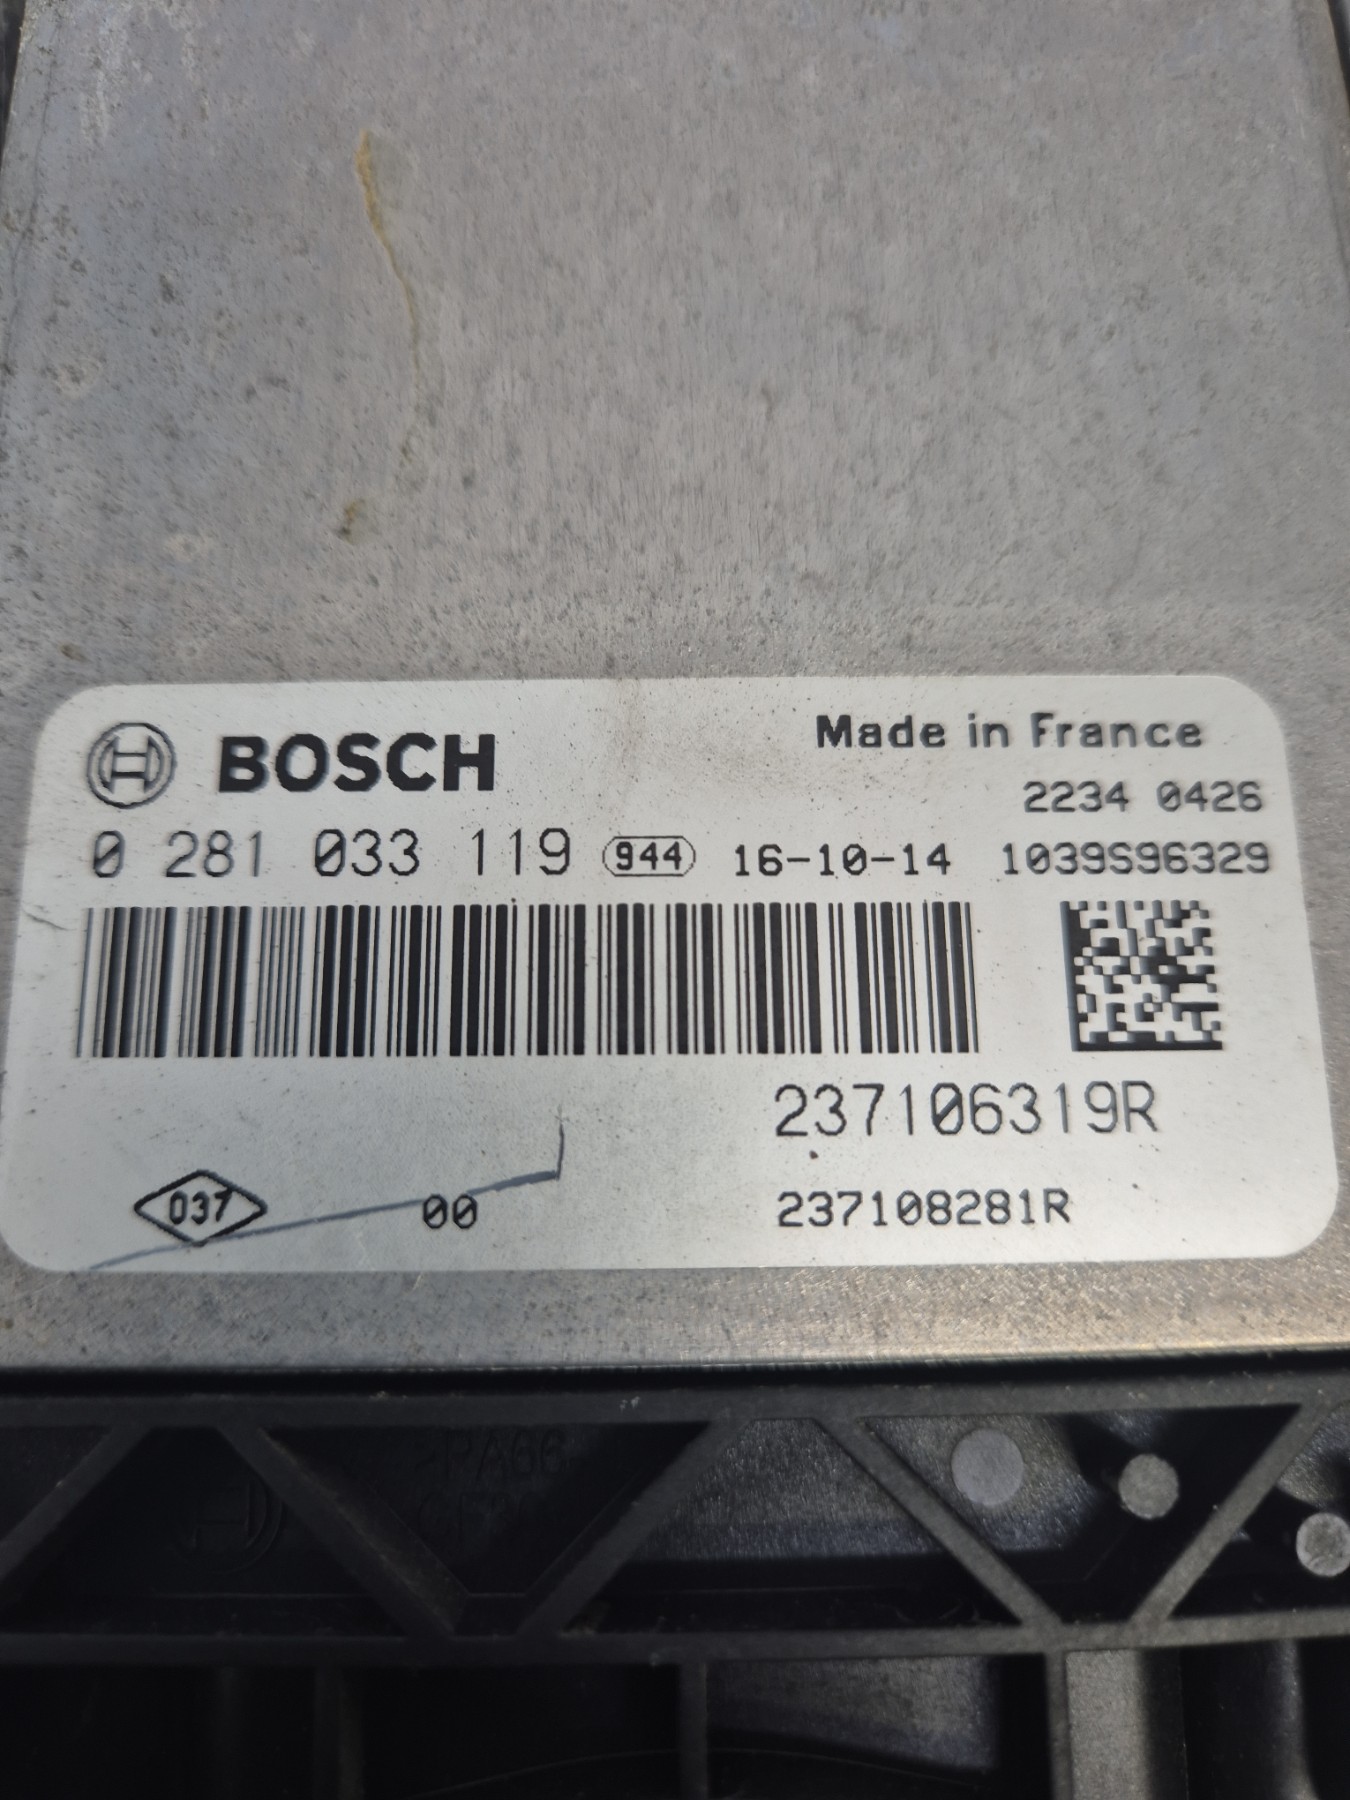 BOSCH
Made in France
2234 0426
0 281 033 119 944 16-10-14 1039S96329
237106319R
037 00 237108281R
>PA66